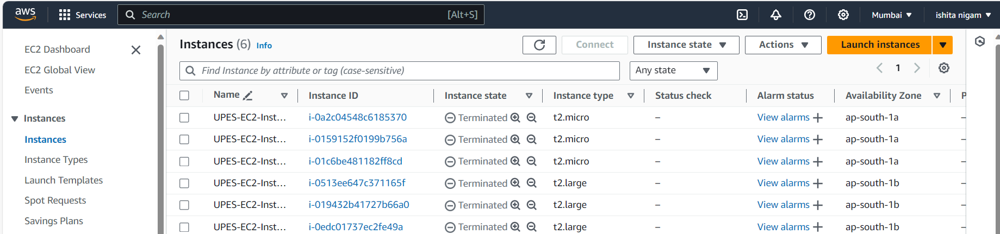 aws Services Search [Alt+S] Mumbai ishita nigam
EC2 Dashboard
EC2 Global View
Events
Instances
Instances
Instance Types
Launch Templates
Spot Requests
Savings Plans
Instances (6) Info Connect Instance state Actions Launch instances
Find Instance by attribute or tag (case-sensitive) Any state 1
Name Instance ID Instance state Instance type Status check Alarm status Availability Zone P
UPES-EC2-Inst... i-0a2c04548c6185370 Terminated t2.micro – View alarms + ap-south-1a –
UPES-EC2-Inst... i-0159152f0199b756a Terminated t2.micro – View alarms + ap-south-1a –
UPES-EC2-Inst... i-01c6be481182ff8cd Terminated t2.micro – View alarms + ap-south-1a –
UPES-EC2-Inst... i-0513ee647c371165f Terminated t2.large – View alarms + ap-south-1b –
UPES-EC2-Inst... i-019432b41727b66a0 Terminated t2.large – View alarms + ap-south-1b –
UPES-EC2-Inst... i-0edc01737ec2fe49a Terminated t2.large – View alarms + ap-south-1b –